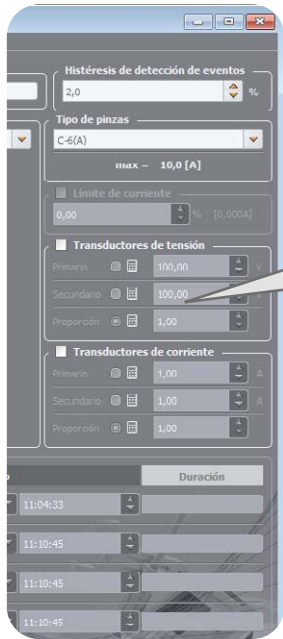 Histéresis de detección de eventos
2,0 %
Tipo de pinzas
C-6(A)
max – 10,0 [A]
Límite de corriente
0,00 % [0,000A]
Transductores de tensión
Primario 100,00 V
Secundario 100,00
Proporción 1,00
Transductores de corriente
Primario 1,00 A
Secundario 1,00 A
Proporción 1,00
Duración
11:04:33
11:10:45
11:10:45
11:10:45